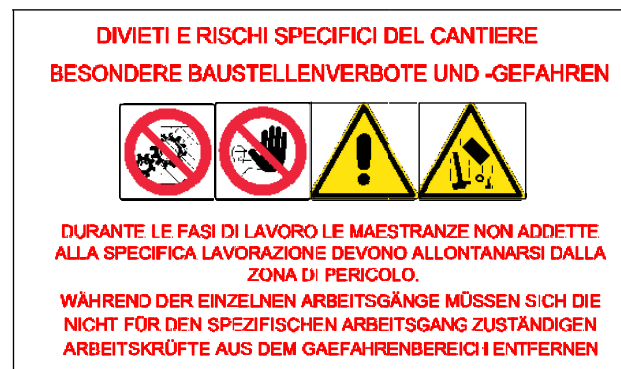 DIVIETI E RISCHI SPECIFICI DEL CANTIERE
BESONDERE BAUSTELLENVERBOTE UND -GEFAHREN
DURANTE LE FASI DI LAVORO LE MAESTRANZE NON ADDETTE
ALLA SPECIFICA LAVORAZIONE DEVONO ALLONTANARSI DALLA
ZONA DI PERICOLO.
WÄHREND DER EINZELNEN ARBEITSGÄNGE MÜSSEN SICH DIE
NICHT FÜR DEN SPEZIFISCHEN ARBEITSGANG ZUSTÄNDIGEN
ARBEITSKRÜFTE AUS DEM GAEFAHRENBEREICH ENTFERNEN